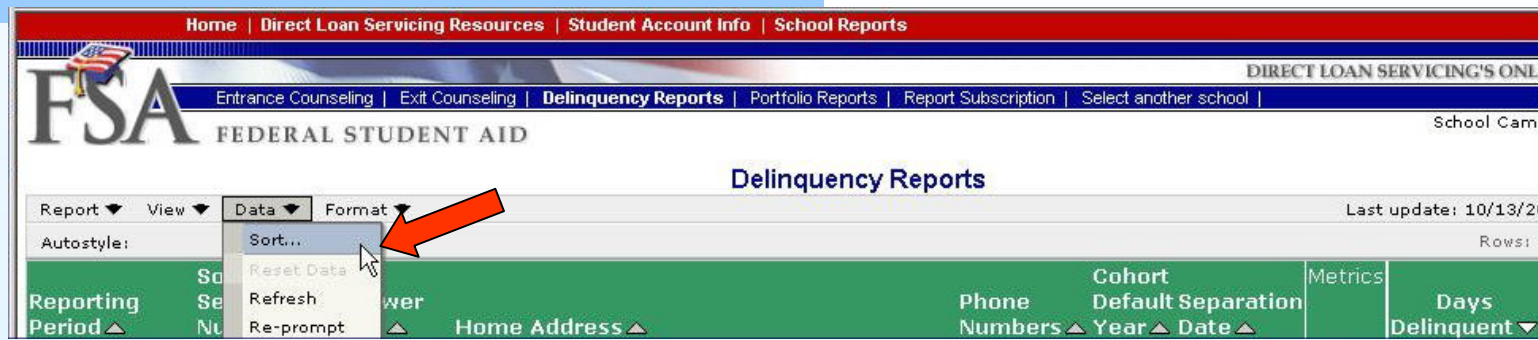 Home | Direct Loan Servicing Resources | Student Account Info | School Reports
DIRECT LOAN SERVICING'S ONL
Entrance Counseling | Exit Counseling | Delinquency Reports | Portfolio Reports | Report Subscription | Select another school |
FSA FEDERAL STUDENT AID
School Cam
Delinquency Reports
Report View Data Format
Last update: 10/13/2
Autostyle:
Sort...
Rows:
Reset Data
Refresh
Re-prompt
Reporting Period
Home Address
Phone Numbers
Cohort Default Year
Separation Date
Metrics
Days Delinquent